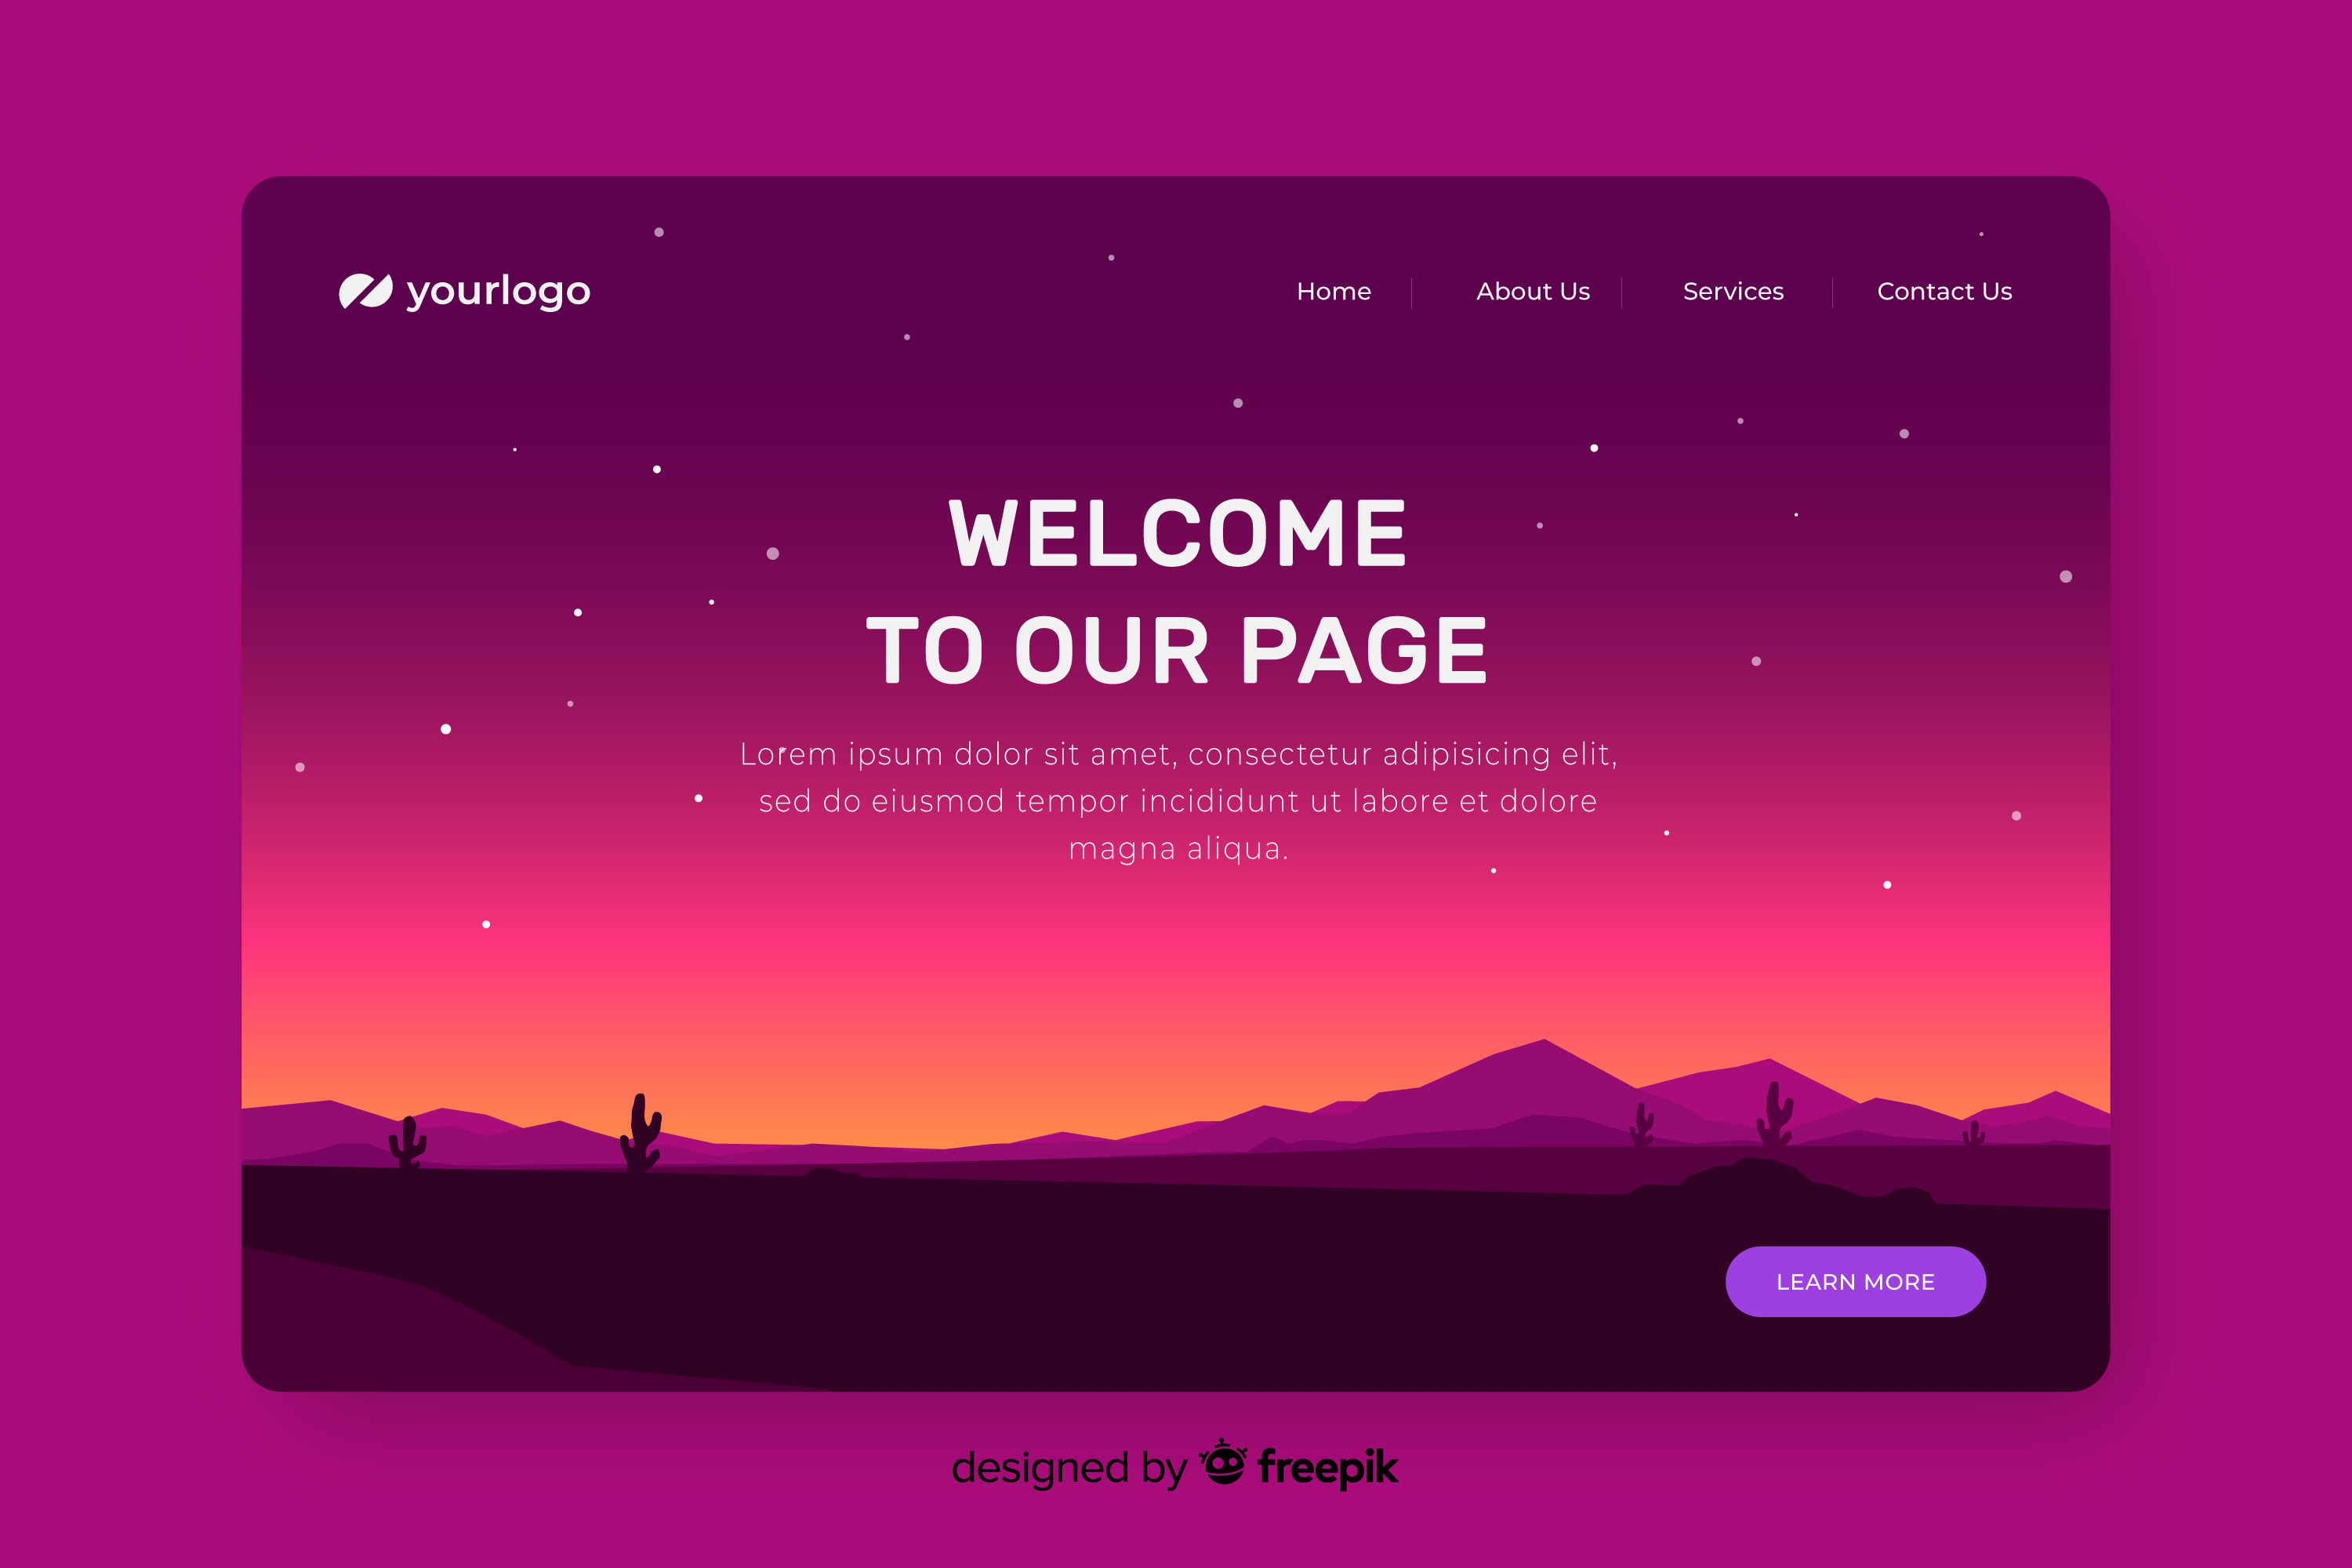 yourlogo
Home About Us Services Contact Us
WELCOME
TO OUR PAGE
Lorem ipsum dolor sit amet, consectetur adipisicing elit,
sed do eiusmod tempor incididunt ut labore et dolore
magna aliqua.
LEARN MORE
designed by freepik